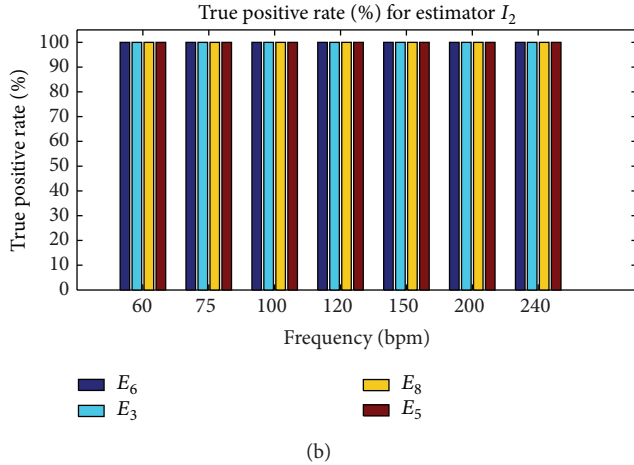 True positive rate (%) for estimator I₂
True positive rate (%)
100
90
80
70
60
50
40
30
20
10
0
60 75 100 120 150 200 240
Frequency (bpm)
E₆ E₈
E₃ E₅
(b)